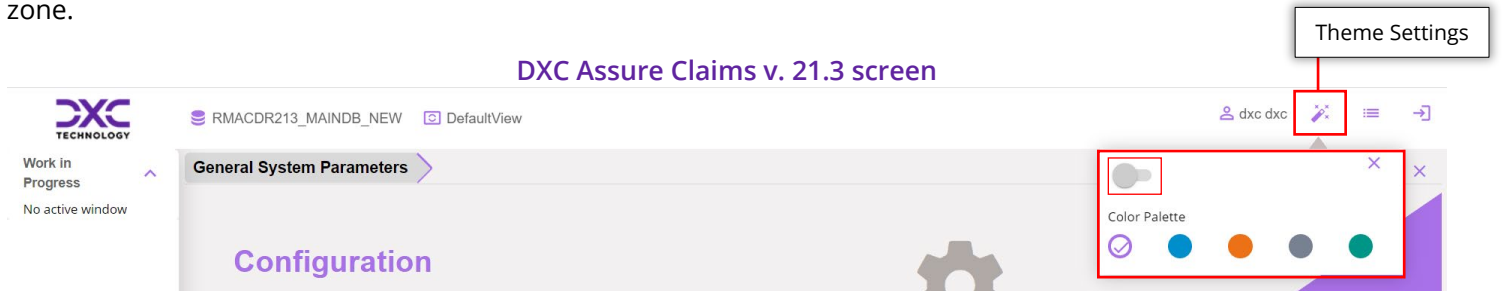 zone.
Theme Settings
DXC Assure Claims v. 21.3 screen
DXC
TECHNOLOGY
RMACDR213_MAINDB_NEW DefaultView
dxc dxc
Work in
Progress
No active window
General System Parameters
Color Palette
Configuration